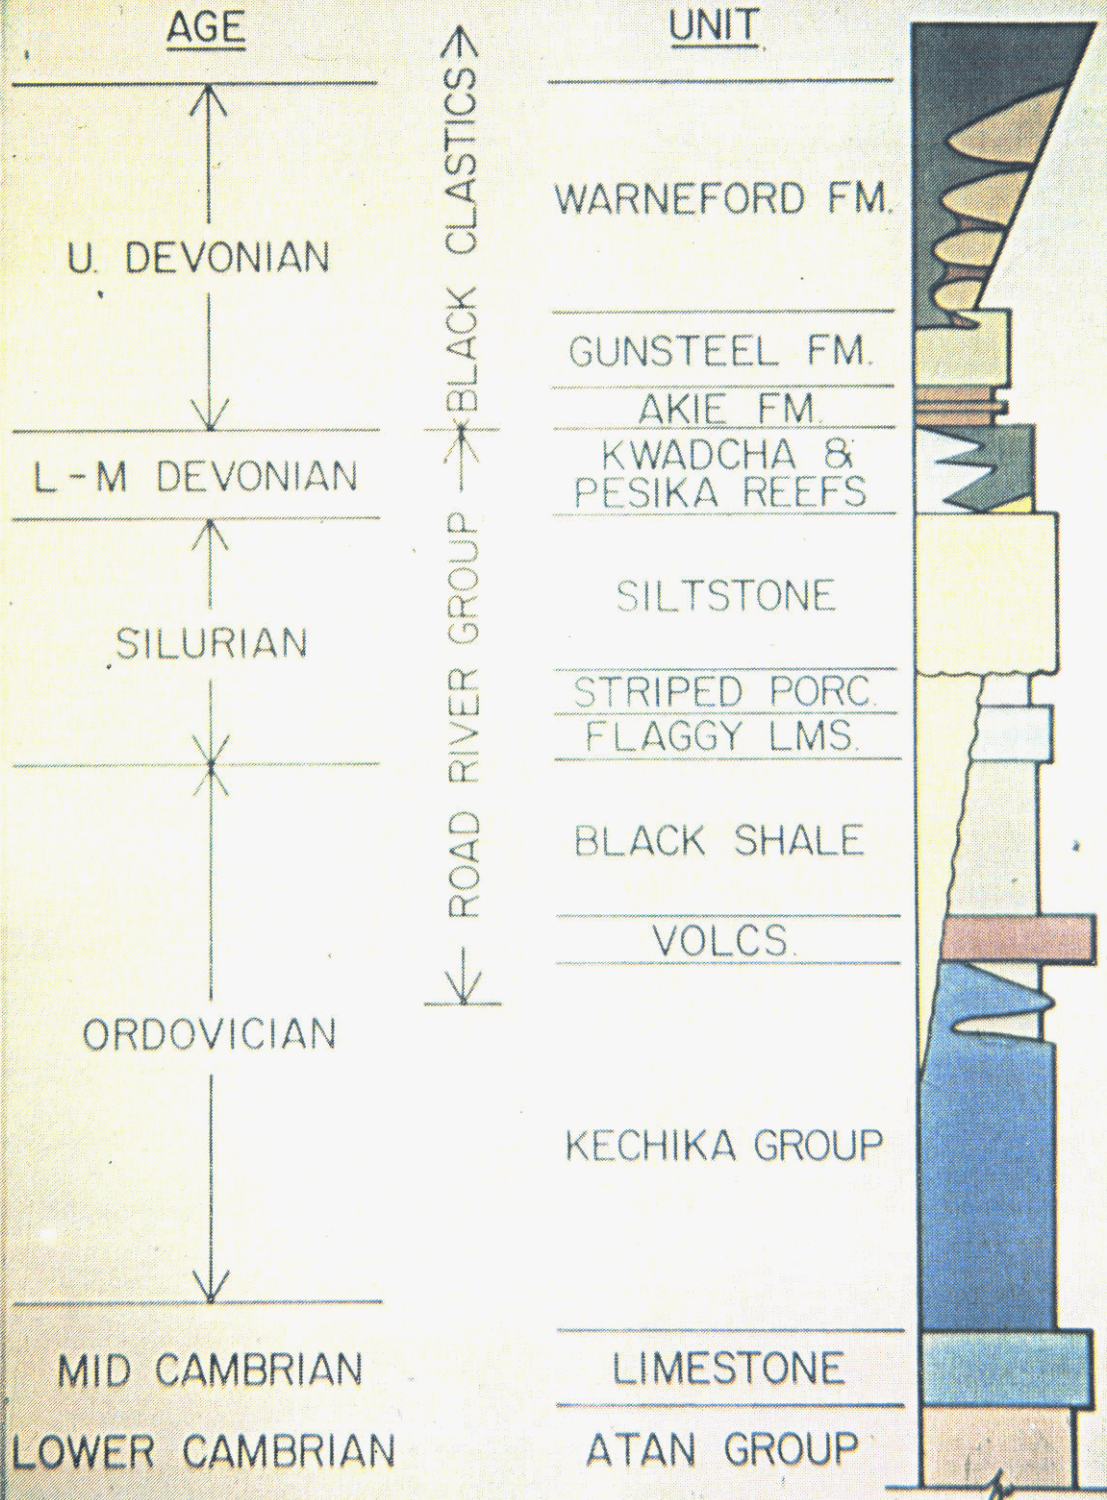 AGE
UNIT
BLACK CLASTICS
WARNEFORD FM.
U. DEVONIAN
GUNSTEEL FM.
AKIE FM.
L-M DEVONIAN
KWADCHA &
PESIKA REEFS
ROAD RIVER GROUP
SILTSTONE
SILURIAN
STRIPED PORC.
FLAGGY LMS.
BLACK SHALE
VOLCS.
ORDOVICIAN
KECHIKA GROUP
MID CAMBRIAN
LIMESTONE
LOWER CAMBRIAN
ATAN GROUP